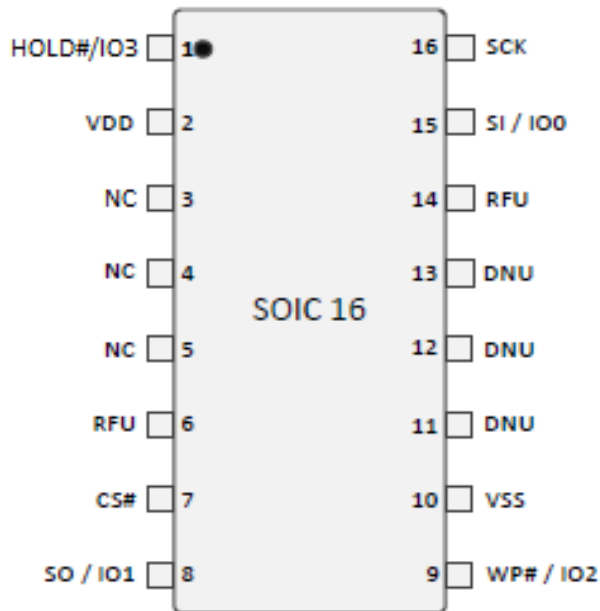 HOLD#/IO3 1 16 SCK
VDD 2 15 SI / IO0
NC 3 14 RFU
NC 4 13 DNU
SOIC 16
NC 5 12 DNU
RFU 6 11 DNU
CS# 7 10 VSS
SO / IO1 8 9 WP# / IO2